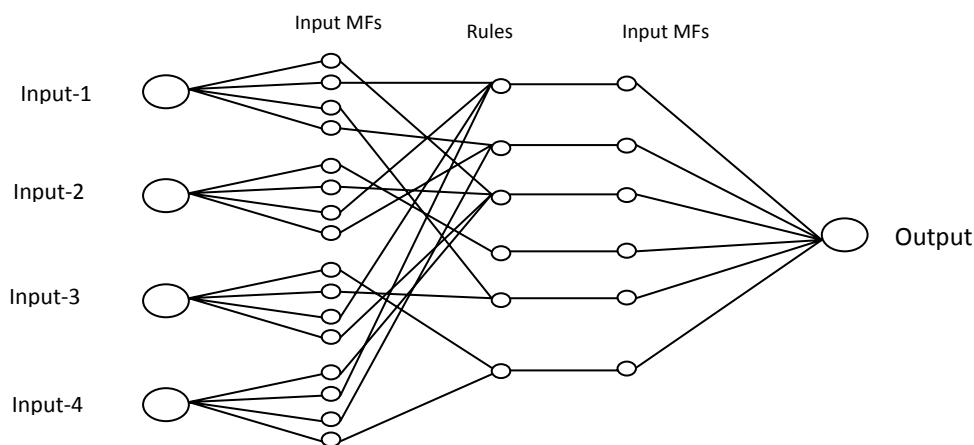 Input MFs
Rules
Input MFs
Input-1
Input-2
Output
Input-3
Input-4